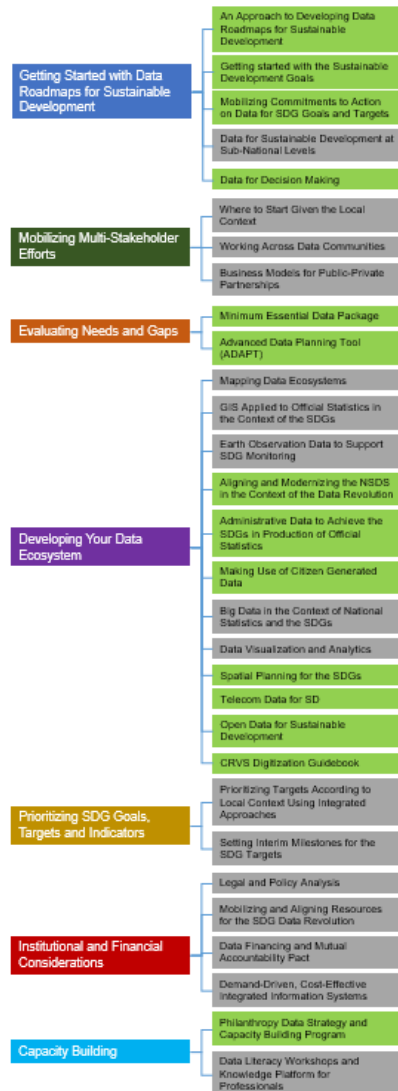 Getting Started with Data
Roadmaps for Sustainable
Development
An Approach to Developing Data
Roadmaps for Sustainable
Development
Getting started with the Sustainable
Development Goals
Mobilizing Commitments to Action
on Data for SDG Goals and Targets
Data for Sustainable Development at
Sub-National Levels
Data for Decision Making
Mobilizing Multi-Stakeholder
Efforts
Where to Start Given the Local
Context
Working Across Data Communities
Business Models for Public-Private
Partnerships
Evaluating Needs and Gaps
Minimum Essential Data Package
Advanced Data Planning Tool
(ADAPT)
Developing Your Data
Ecosystem
Mapping Data Ecosystems
GIS Applied to Official Statistics in
the Context of the SDGs
Earth Observation Data to Support
SDG Monitoring
Aligning and Modernizing the NSDS
in the Context of the Data Revolution
Administrative Data to Achieve the
SDGs in Production of Official
Statistics
Making Use of Citizen Generated
Data
Big Data in the Context of National
Statistics and the SDGs
Data Visualization and Analytics
Spatial Planning for the SDGs
Telecom Data for SD
Open Data for Sustainable
Development
CRVS Digitization Guidebook
Prioritizing SDG Goals,
Targets and Indicators
Prioritizing Targets According to
Local Context Using Integrated
Approaches
Setting Interim Milestones for the
SDG Targets
Institutional and Financial
Considerations
Legal and Policy Analysis
Mobilizing and Aligning Resources
for the SDG Data Revolution
Data Financing and Mutual
Accountability Pact
Demand-Driven, Cost-Effective
Integrated Information Systems
Capacity Building
Philanthropy Data Strategy and
Capacity Building Program
Data Literacy Workshops and
Knowledge Platform for
Professionals